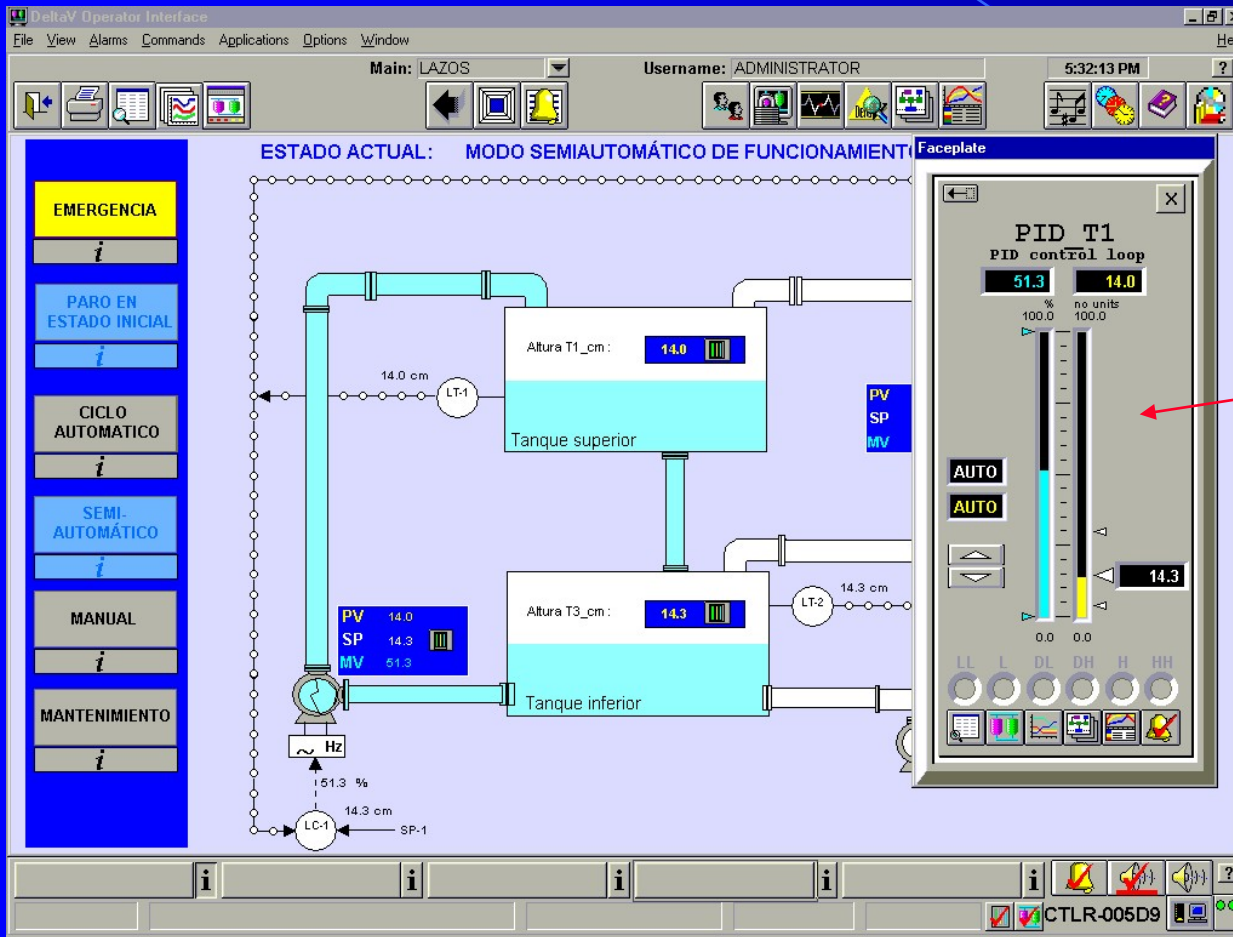 DeltaV Operator Interface
File View Alarms Commands Applications Options Window
Main: LAZOS Username: ADMINISTRATOR 5:32:13 PM ?
ESTADO ACTUAL: MODO SEMIAUTOMÁTICO DE FUNCIONAMIENTO
EMERGENCIA
i
PARO EN
ESTADO INICIAL
i
CICLO
AUTOMATICO
i
SEMI-
AUTOMÁTICO
i
MANUAL
i
MANTENIMIENTO
i
Altura T1_cm : 14.0
14.0 cm
LT-1
Tanque superior
PV
SP
MV
Altura T3_cm : 14.3
14.3 cm
LT-2
Tanque inferior
PV 14.0
SP 14.3
MV 51.3
Hz
51.3 %
14.3 cm
LC-1
SP-1
Faceplate
X
PID_T1
PID control loop
51.3 14.0
% no units
100.0 100.0
AUTO
AUTO
14.3
0.0 0.0
LL L DL DH H HH
i i i i i ?
CTLR-005D9